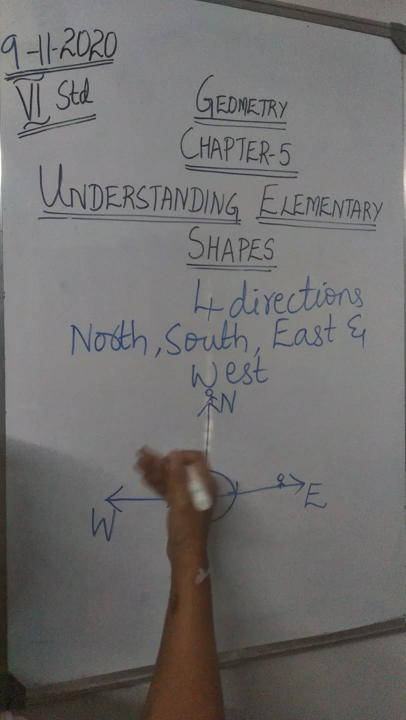 9-11-2020
VI Std
GEOMETRY
CHAPTER-5
UNDERSTANDING ELEMENTARY
SHAPES
4 directions
North, South, East &
West
N
W
E